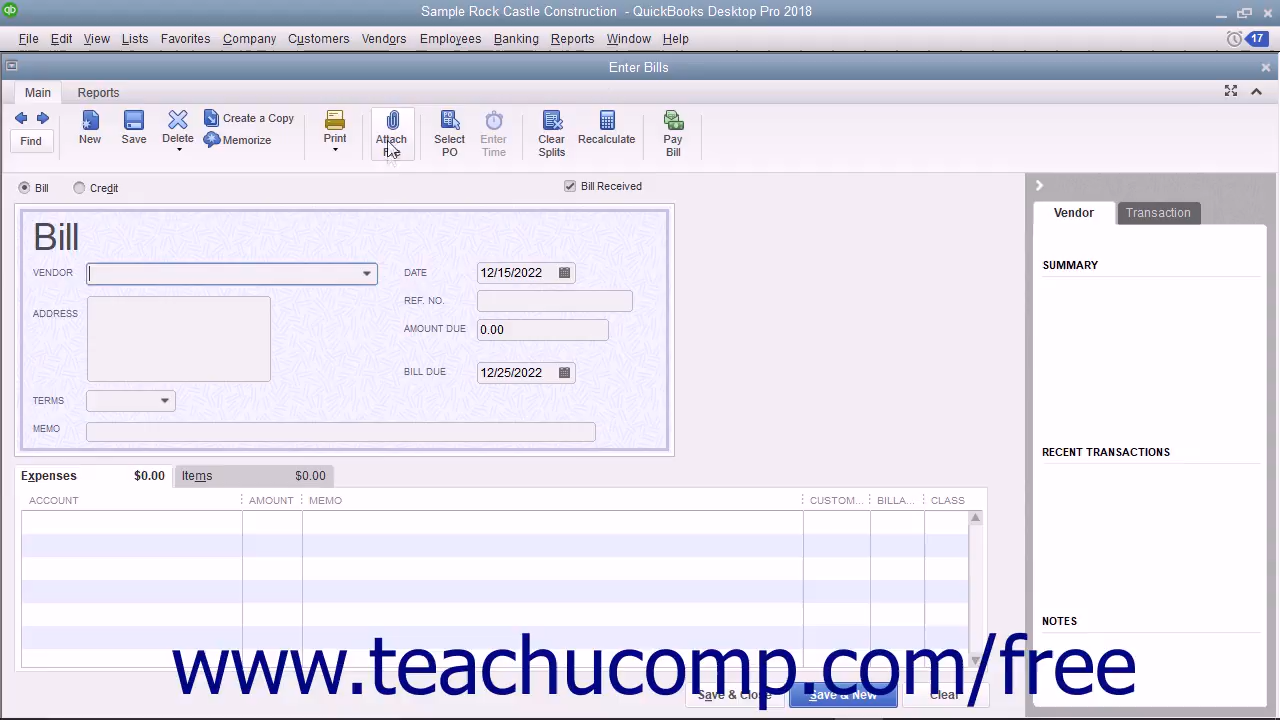 Sample Rock Castle Construction - QuickBooks Desktop Pro 2018
File Edit View Lists Favorites Company Customers Vendors Employees Banking Reports Window Help 17
Enter Bills
Main Reports
Find New Save Delete Create a Copy Memorize Print Attach Select PO Enter Time Clear Splits Recalculate Pay Bill
Bill Credit Bill Received
Vendor Transaction
Bill
VENDOR DATE 12/15/2022
SUMMARY
ADDRESS REF. NO.
AMOUNT DUE 0.00
BILL DUE 12/25/2022
TERMS
MEMO
RECENT TRANSACTIONS
Expenses $0.00 Items $0.00
ACCOUNT AMOUNT MEMO CUSTOM... BILLA... CLASS
NOTES
www.teachucomp.com/free
Save & Close Save & New Clear